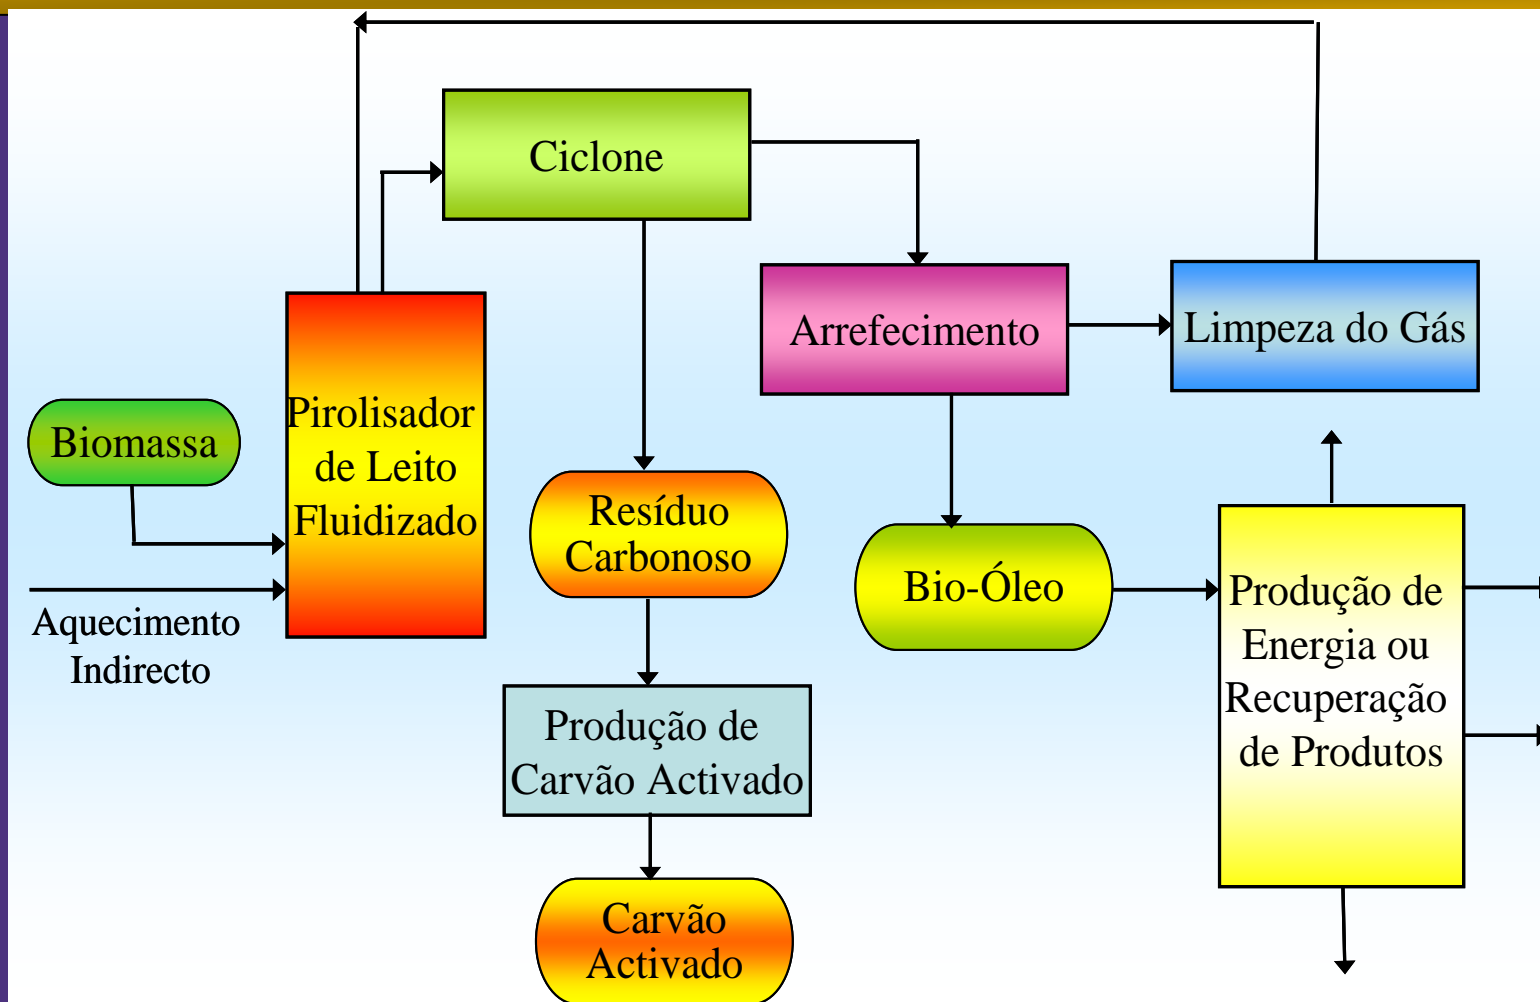 Ciclone
Arrefecimento
Limpeza do Gás
Biomassa
Pirolisador
de Leito
Fluidizado
Aquecimento
Indirecto
Resíduo
Carbonoso
Bio-Óleo
Produção de
Energia ou
Recuperação
de Produtos
Produção de
Carvão Activado
Carvão
Activado